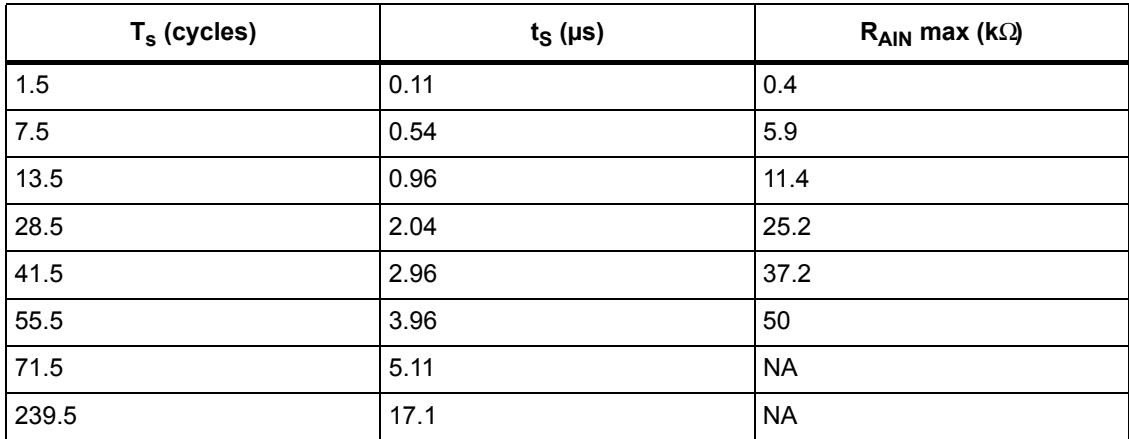 Ts (cycles) tS (µs) RAIN max (kΩ)
1.5 0.11 0.4
7.5 0.54 5.9
13.5 0.96 11.4
28.5 2.04 25.2
41.5 2.96 37.2
55.5 3.96 50
71.5 5.11 NA
239.5 17.1 NA